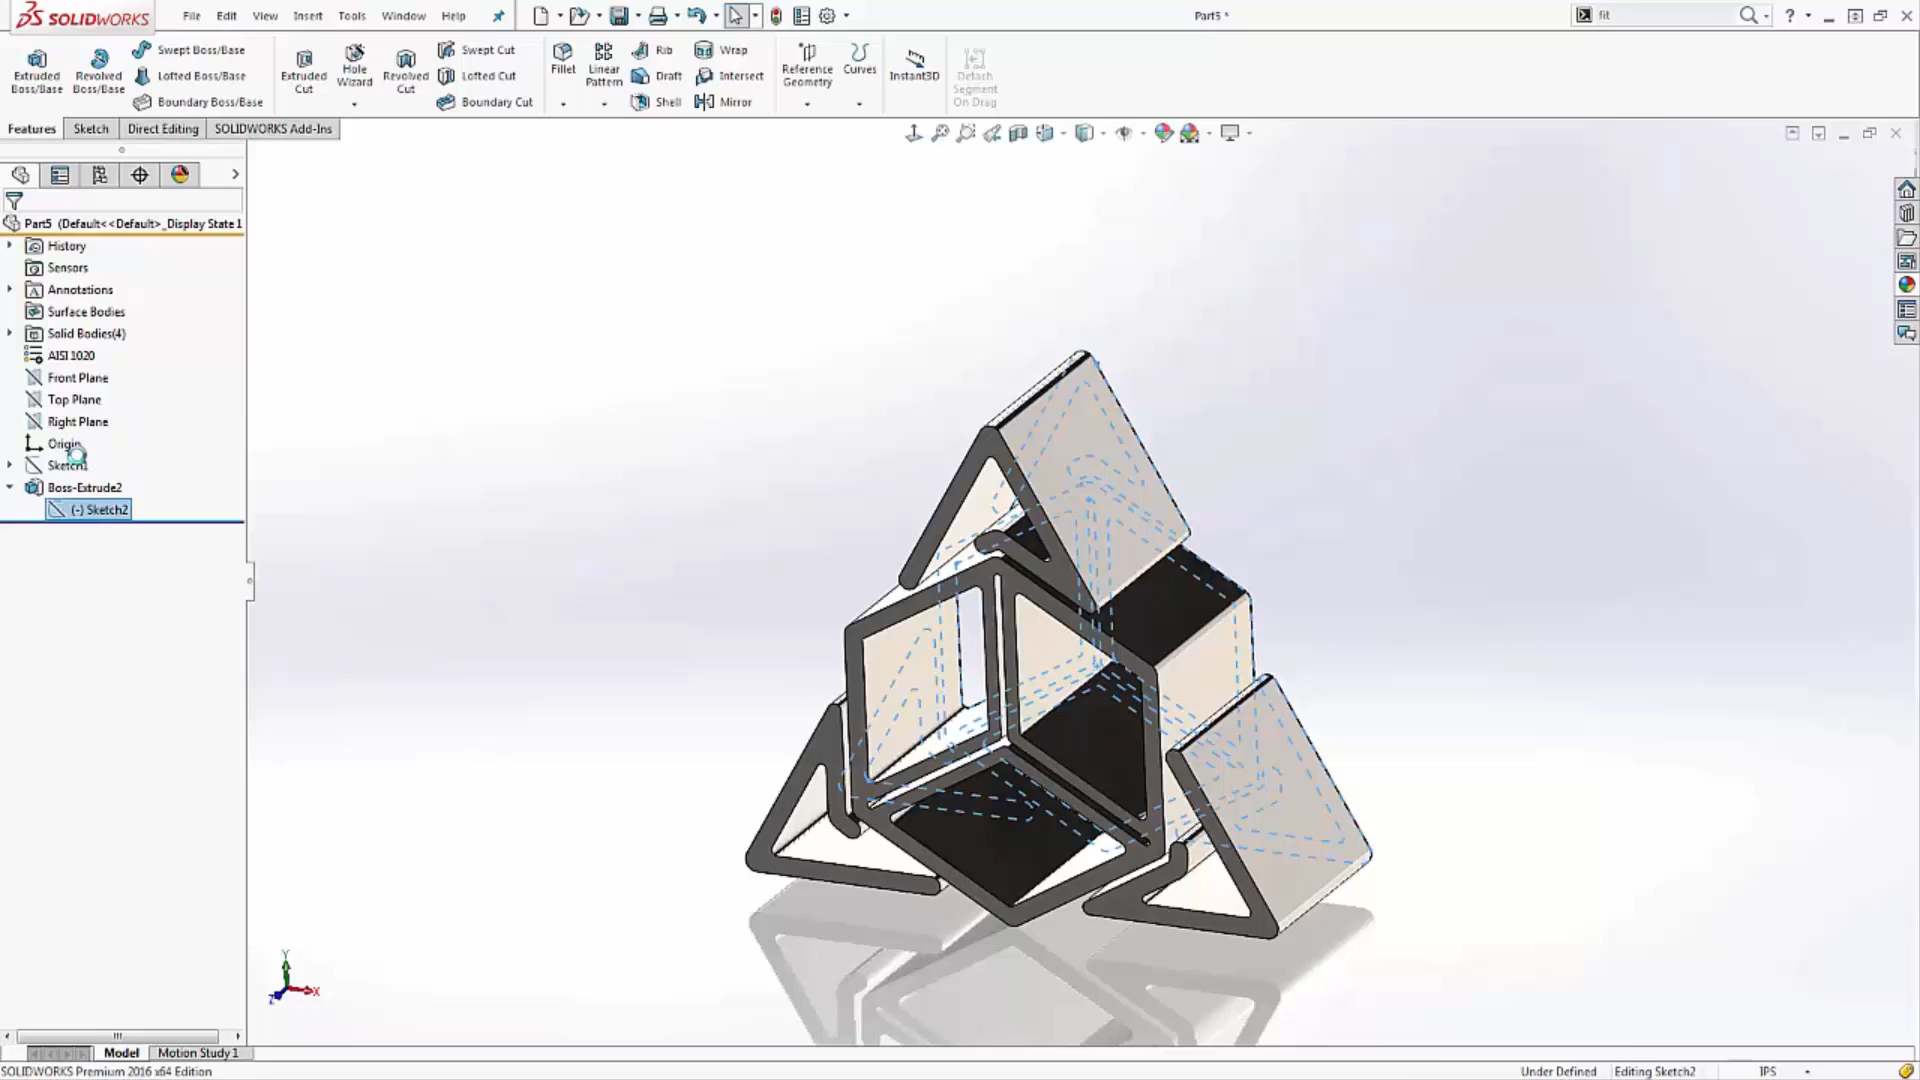 SOLIDWORKS File Edit View Insert Tools Window Help Part5 * fit ?
Extruded Boss/Base
Revolved Boss/Base
Swept Boss/Base
Lofted Boss/Base
Boundary Boss/Base
Extruded Cut
Hole Wizard
Revolved Cut
Swept Cut
Lofted Cut
Boundary Cut
Fillet
Linear Pattern
Rib
Draft
Shell
Wrap
Intersect
Mirror
Reference Geometry
Curves
Instant3D
Detach Segment On Drag
Features Sketch Direct Editing SOLIDWORKS Add-Ins
Part5 (Default<<Default>_Display State 1
History
Sensors
Annotations
Surface Bodies
Solid Bodies(4)
AISI 1020
Front Plane
Top Plane
Right Plane
Origin
Sketch1
Boss-Extrude2
(-) Sketch2
Y
Z X
Model Motion Study 1
SOLIDWORKS Premium 2016 x64 Edition Under Defined Editing Sketch2 IPS